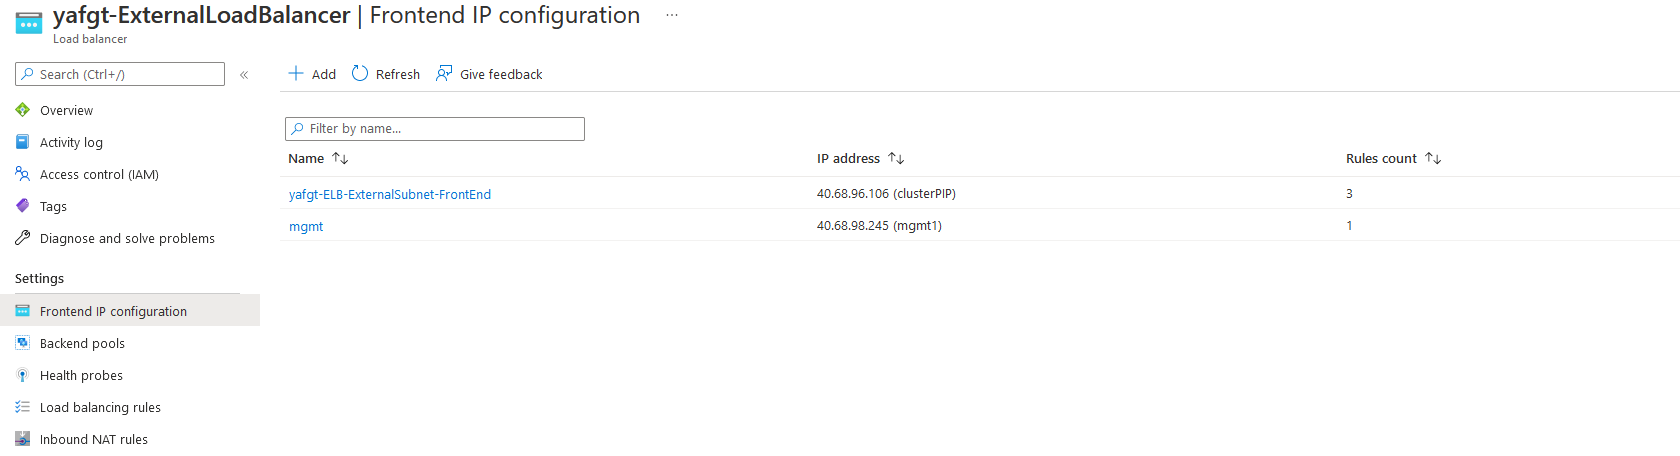 yafgt-ExternalLoadBalancer | Frontend IP configuration ...
Load balancer
Search (Ctrl+/)
«
Add
Refresh
Give feedback
Overview
Activity log
Access control (IAM)
Tags
Diagnose and solve problems
Settings
Frontend IP configuration
Backend pools
Health probes
Load balancing rules
Inbound NAT rules
Filter by name...
Name ↑↓ IP address ↑↓ Rules count ↑↓
yafgt-ELB-ExternalSubnet-FrontEnd 40.68.96.106 (clusterPIP) 3
mgmt 40.68.98.245 (mgmt1) 1